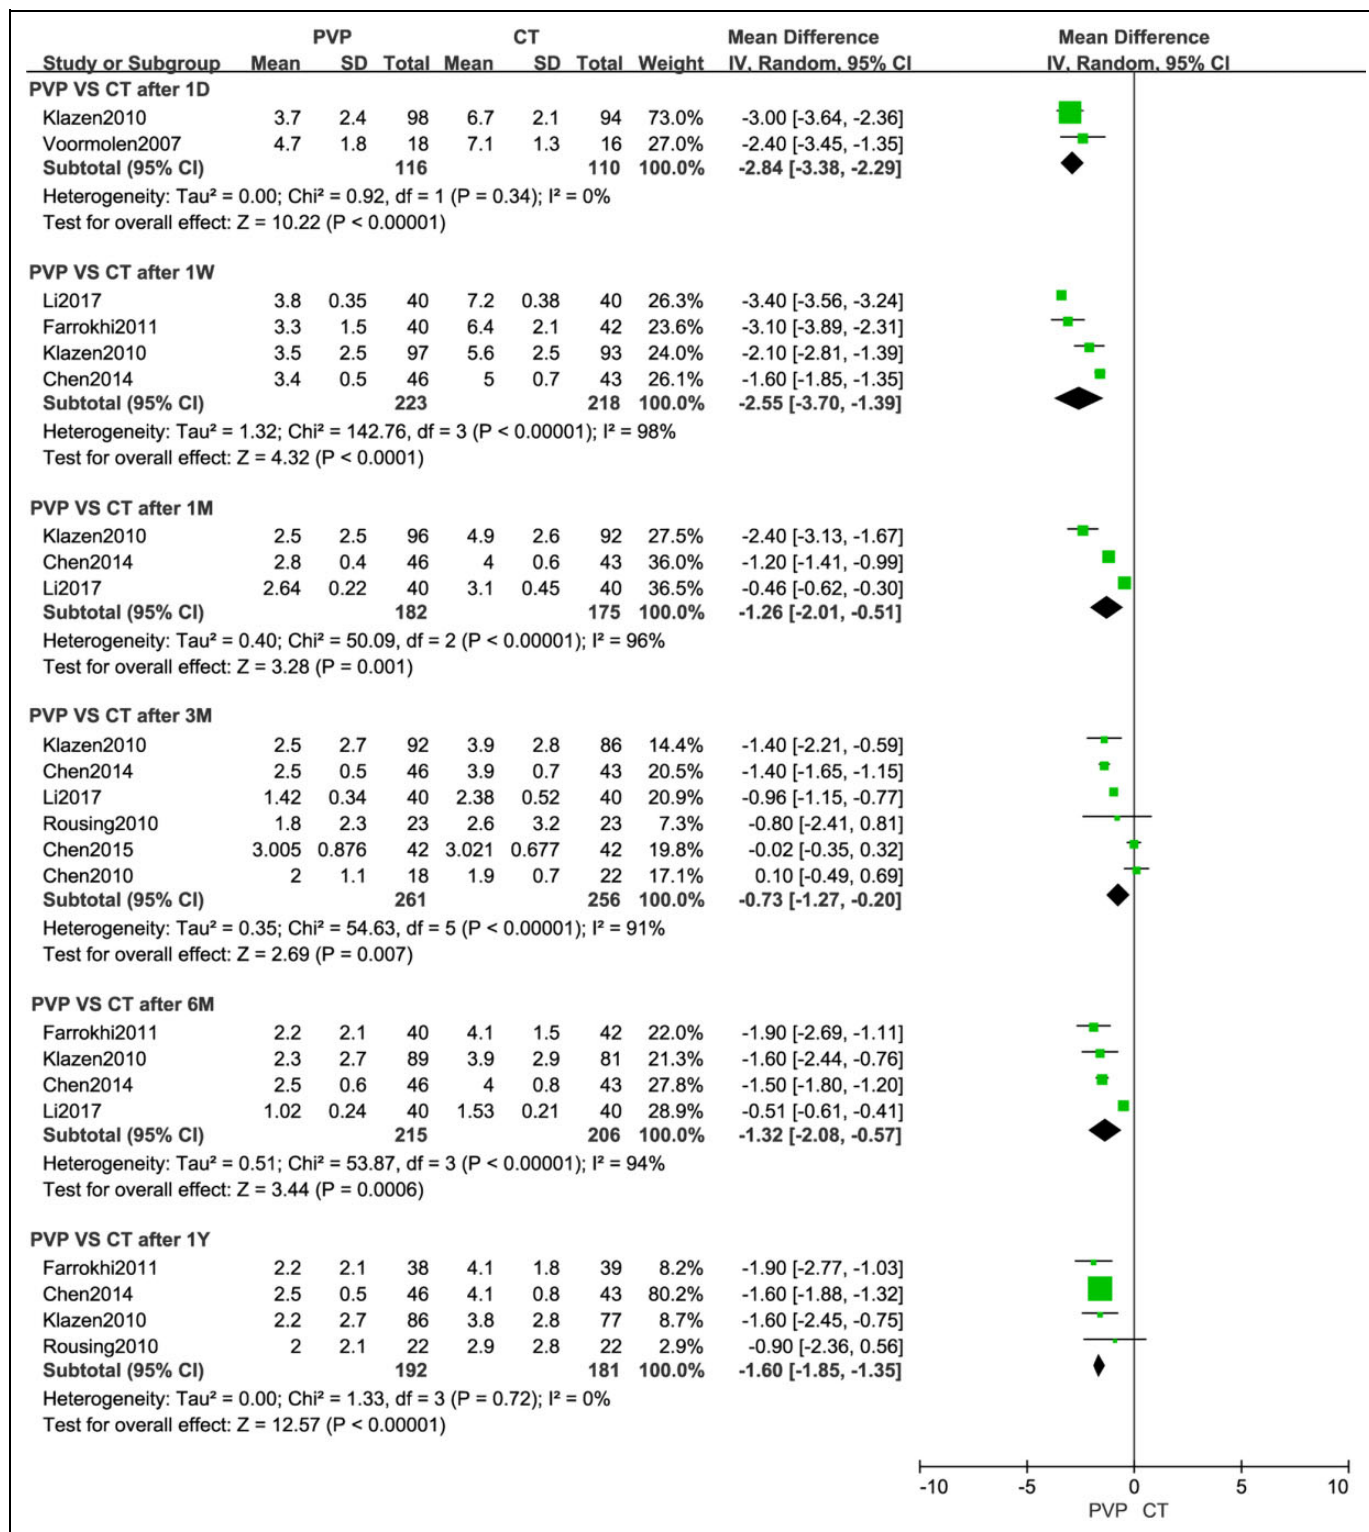 PVP CT Mean Difference Mean Difference
Study or Subgroup Mean SD Total Mean SD Total Weight IV, Random, 95% CI IV, Random, 95% CI
PVP VS CT after 1D
Klazen2010 3.7 2.4 98 6.7 2.1 94 73.0% -3.00 [-3.64, -2.36]
Voormolen2007 4.7 1.8 18 7.1 1.3 16 27.0% -2.40 [-3.45, -1.35]
Subtotal (95% CI) 116 110 100.0% -2.84 [-3.38, -2.29]
Heterogeneity: Tau² = 0.00; Chi² = 0.92, df = 1 (P = 0.34); I² = 0%
Test for overall effect: Z = 10.22 (P < 0.00001)
PVP VS CT after 1W
Li2017 3.8 0.35 40 7.2 0.38 40 26.3% -3.40 [-3.56, -3.24]
Farrokhi2011 3.3 1.5 40 6.4 2.1 42 23.6% -3.10 [-3.89, -2.31]
Klazen2010 3.5 2.5 97 5.6 2.5 93 24.0% -2.10 [-2.81, -1.39]
Chen2014 3.4 0.5 46 5 0.7 43 26.1% -1.60 [-1.85, -1.35]
Subtotal (95% CI) 223 218 100.0% -2.55 [-3.70, -1.39]
Heterogeneity: Tau² = 1.32; Chi² = 142.76, df = 3 (P < 0.00001); I² = 98%
Test for overall effect: Z = 4.32 (P < 0.0001)
PVP VS CT after 1M
Klazen2010 2.5 2.5 96 4.9 2.6 92 27.5% -2.40 [-3.13, -1.67]
Chen2014 2.8 0.4 46 4 0.6 43 36.0% -1.20 [-1.41, -0.99]
Li2017 2.64 0.22 40 3.1 0.45 40 36.5% -0.46 [-0.62, -0.30]
Subtotal (95% CI) 182 175 100.0% -1.26 [-2.01, -0.51]
Heterogeneity: Tau² = 0.40; Chi² = 50.09, df = 2 (P < 0.00001); I² = 96%
Test for overall effect: Z = 3.28 (P = 0.001)
PVP VS CT after 3M
Klazen2010 2.5 2.7 92 3.9 2.8 86 14.4% -1.40 [-2.21, -0.59]
Chen2014 2.5 0.5 46 3.9 0.7 43 20.5% -1.40 [-1.65, -1.15]
Li2017 1.42 0.34 40 2.38 0.52 40 20.9% -0.96 [-1.15, -0.77]
Rousing2010 1.8 2.3 23 2.6 3.2 23 7.3% -0.80 [-2.41, 0.81]
Chen2015 3.005 0.876 42 3.021 0.677 42 19.8% -0.02 [-0.35, 0.32]
Chen2010 2 1.1 18 1.9 0.7 22 17.1% 0.10 [-0.49, 0.69]
Subtotal (95% CI) 261 256 100.0% -0.73 [-1.27, -0.20]
Heterogeneity: Tau² = 0.35; Chi² = 54.63, df = 5 (P < 0.00001); I² = 91%
Test for overall effect: Z = 2.69 (P = 0.007)
PVP VS CT after 6M
Farrokhi2011 2.2 2.1 40 4.1 1.5 42 22.0% -1.90 [-2.69, -1.11]
Klazen2010 2.3 2.7 89 3.9 2.9 81 21.3% -1.60 [-2.44, -0.76]
Chen2014 2.5 0.6 46 4 0.8 43 27.8% -1.50 [-1.80, -1.20]
Li2017 1.02 0.24 40 1.53 0.21 40 28.9% -0.51 [-0.61, -0.41]
Subtotal (95% CI) 215 206 100.0% -1.32 [-2.08, -0.57]
Heterogeneity: Tau² = 0.51; Chi² = 53.87, df = 3 (P < 0.00001); I² = 94%
Test for overall effect: Z = 3.44 (P = 0.0006)
PVP VS CT after 1Y
Farrokhi2011 2.2 2.1 38 4.1 1.8 39 8.2% -1.90 [-2.77, -1.03]
Chen2014 2.5 0.5 46 4.1 0.8 43 80.2% -1.60 [-1.88, -1.32]
Klazen2010 2.2 2.7 86 3.8 2.8 77 8.7% -1.60 [-2.45, -0.75]
Rousing2010 2 2.1 22 2.9 2.8 22 2.9% -0.90 [-2.36, 0.56]
Subtotal (95% CI) 192 181 100.0% -1.60 [-1.85, -1.35]
Heterogeneity: Tau² = 0.00; Chi² = 1.33, df = 3 (P = 0.72); I² = 0%
Test for overall effect: Z = 12.57 (P < 0.00001)
-10 -5 0 5 10
PVP CT